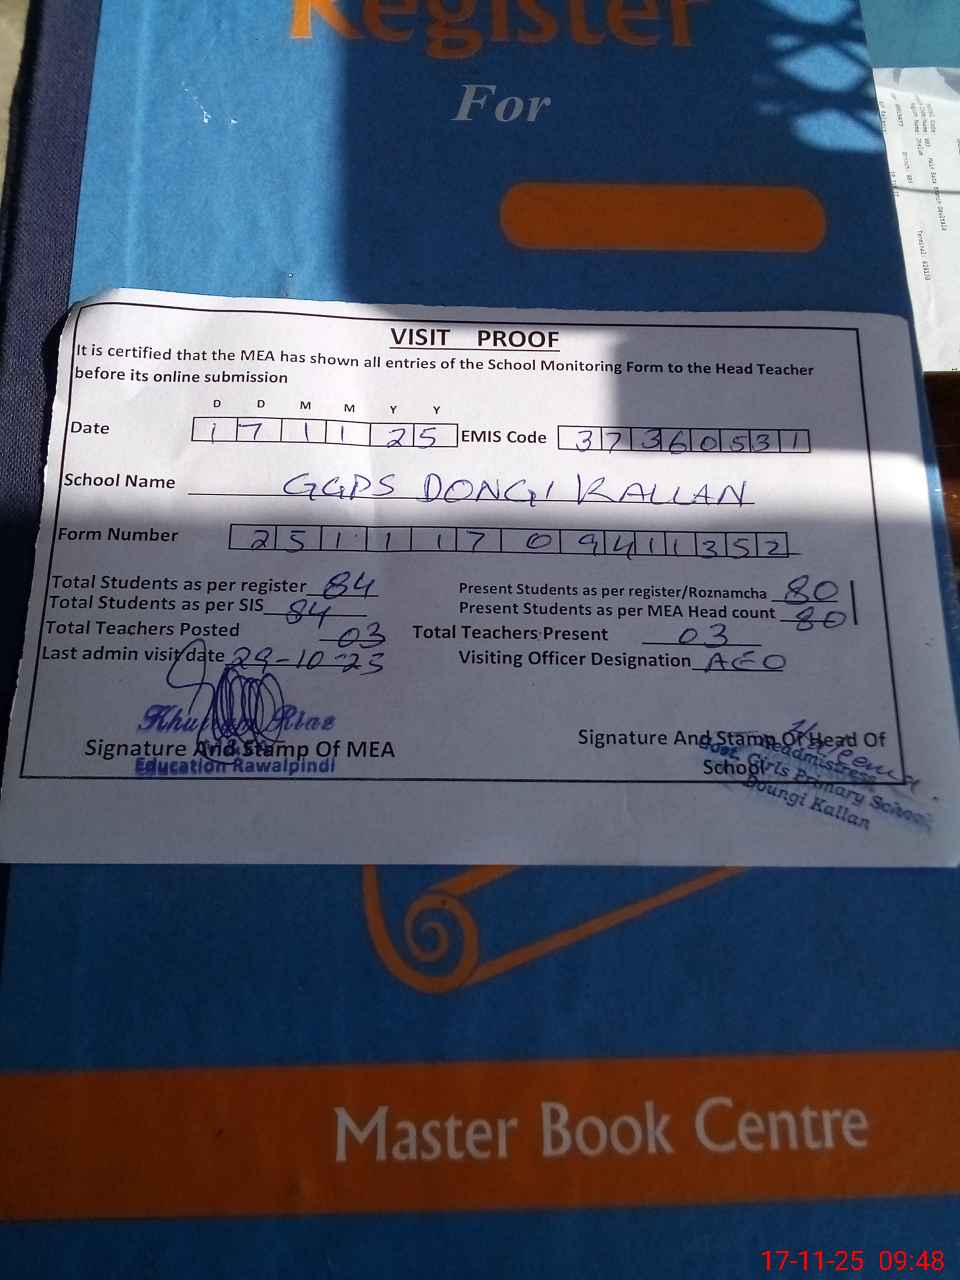 Register
For
VISIT PROOF
It is certified that the MEA has shown all entries of the School Monitoring Form to the Head Teacher
before its online submission
D D M M Y Y
Date 1 7 1 1 2 5 EMIS Code 3 7 3 6 0 5 3 1
School Name GGPS DONGI KALLAN
Form Number 2 5 1 1 1 7 0 9 4 1 1 3 5 2
Total Students as per register 84 Present Students as per register/Roznamcha 80
Total Students as per SIS 84 Present Students as per MEA Head count 80
Total Teachers Posted 03 Total Teachers Present 03
Last admin visit date 29-10-25 Visiting Officer Designation AEO
Khurram Riaz
Signature And Stamp Of MEA Signature And Stamp Of Head Of
School
Education Rawalpindi
Headmistress
Govt. Girls Primary School
Doungi Kallan
Master Book Centre
17-11-25 09:48